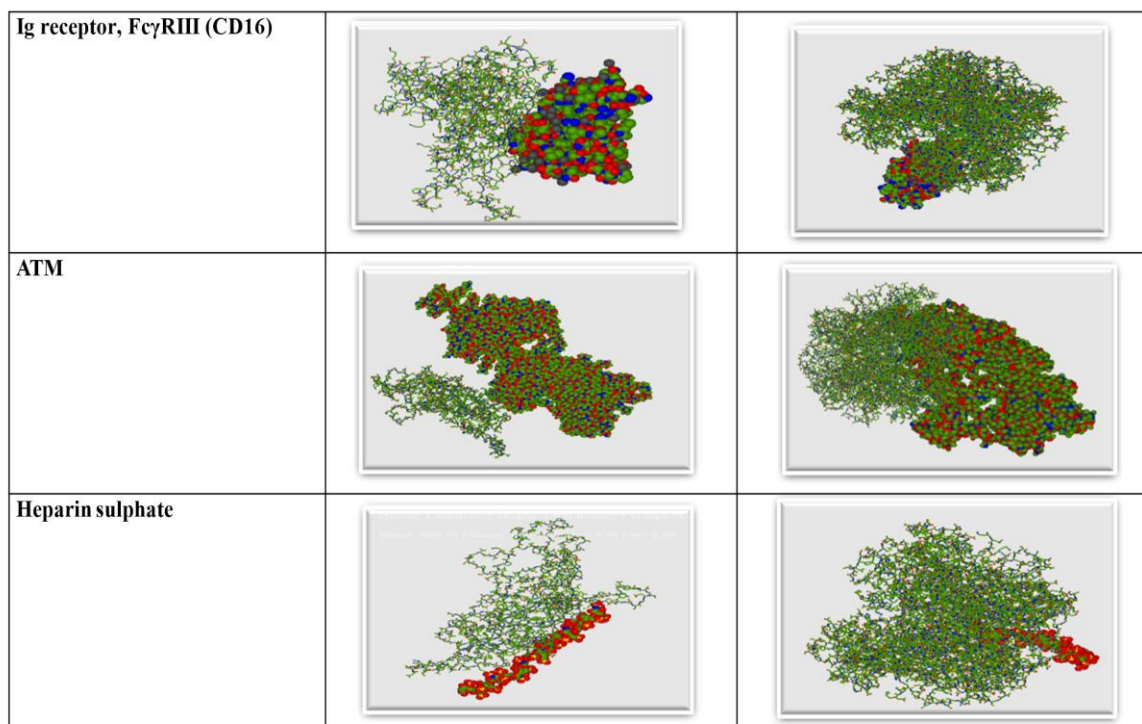 Ig receptor, FcγRIII (CD16)
ATM
Heparin sulphate